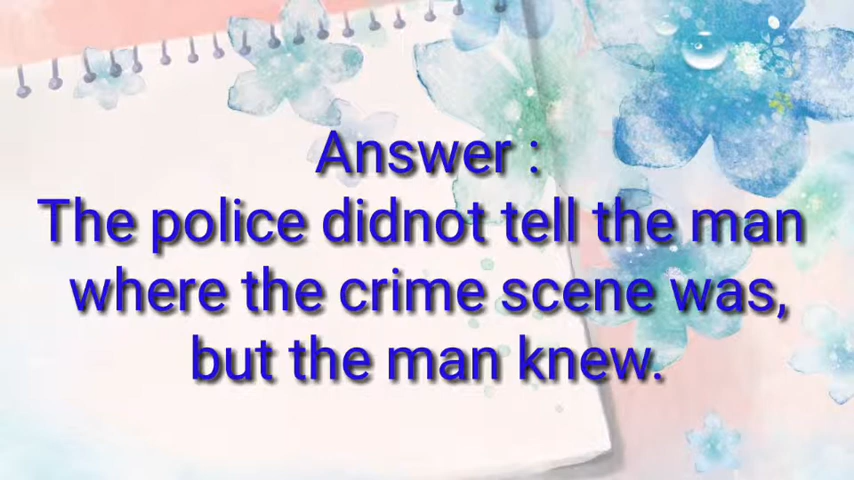 Answer :
The police didnot tell the man
where the crime scene was,
but the man knew.